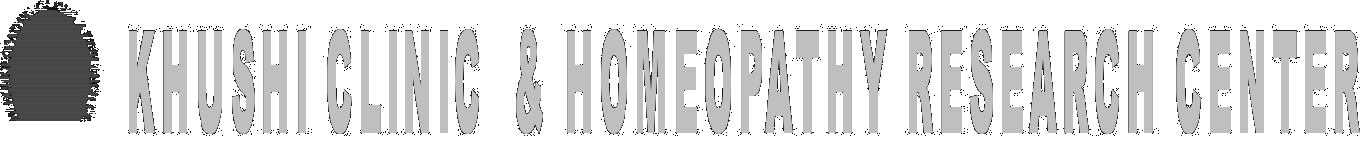 KHUSHI CLINIC & HOMEOPATHY RESEARCH CENTER